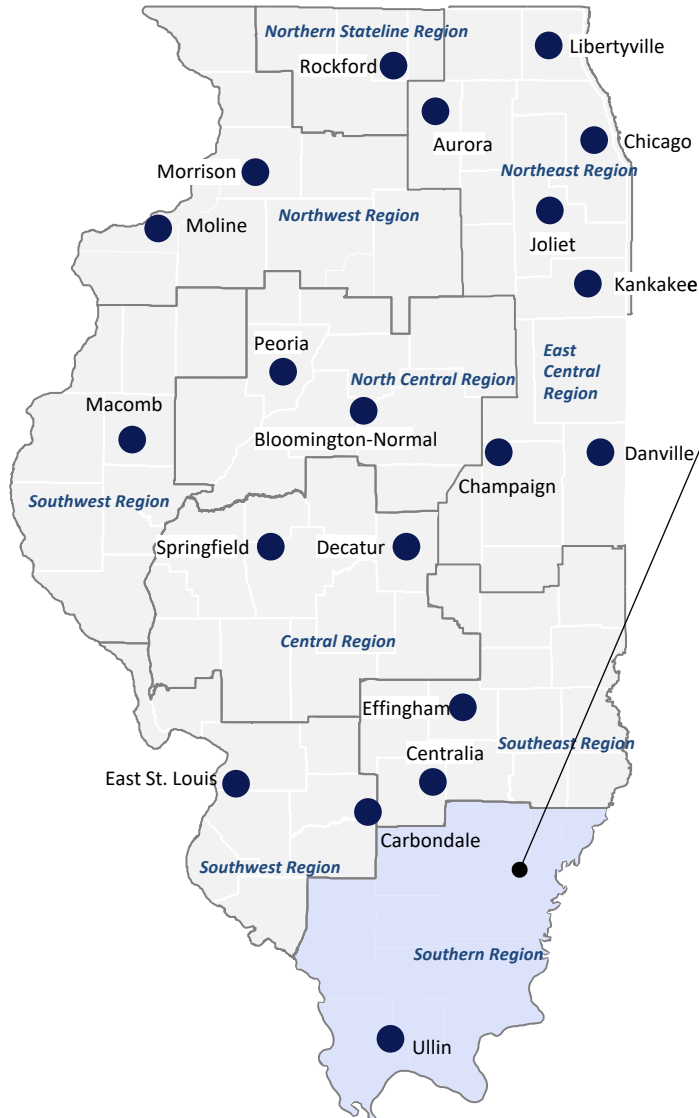 Northern Stateline Region
Libertyville
Rockford
Aurora
Chicago
Morrison
Northeast Region
Northwest Region
Moline
Joliet
Kankakee
Peoria
East
Central
Region
North Central Region
Macomb
Bloomington-Normal
Danville
Champaign
Southwest Region
Springfield
Decatur
Central Region
Effingham
Southeast Region
Centralia
East St. Louis
Carbondale
Southwest Region
Southern Region
Ullin